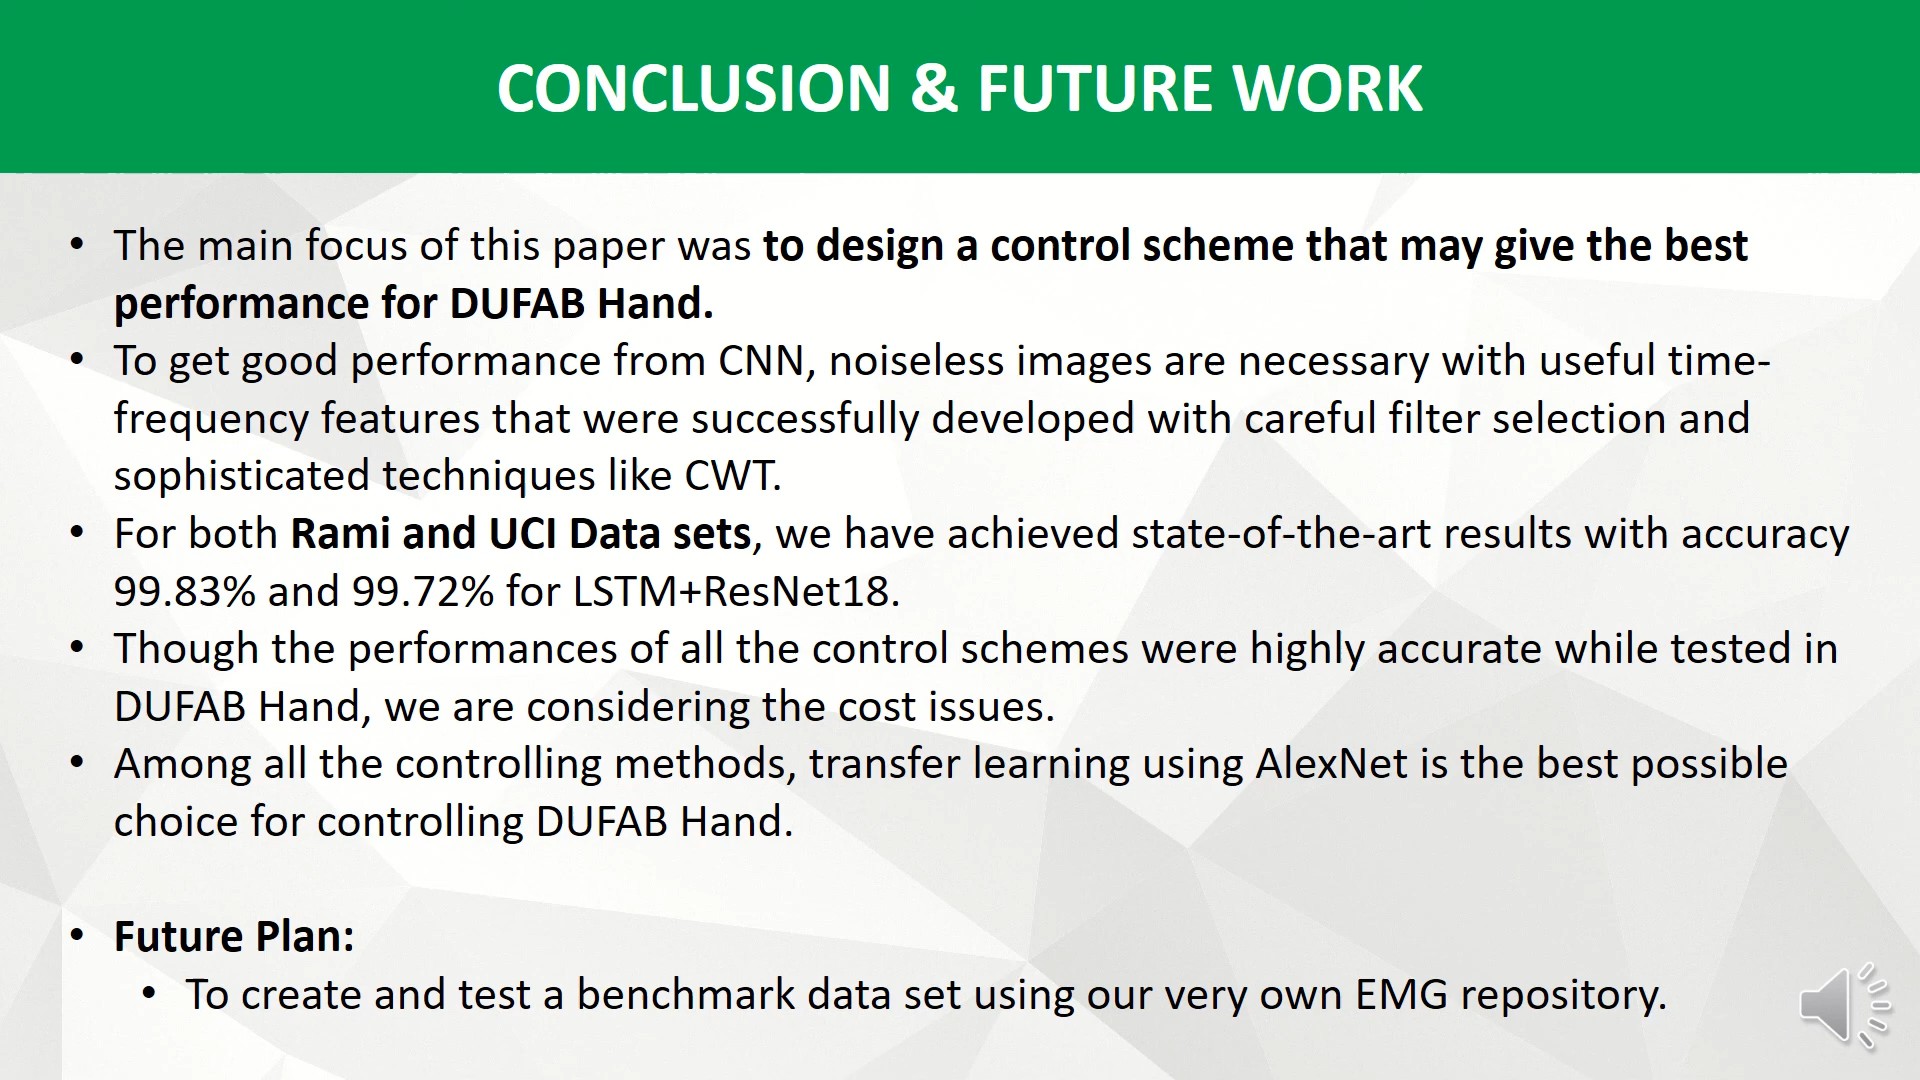 CONCLUSION & FUTURE WORK
• The main focus of this paper was to design a control scheme that may give the best
performance for DUFAB Hand.
• To get good performance from CNN, noiseless images are necessary with useful time-
frequency features that were successfully developed with careful filter selection and
sophisticated techniques like CWT.
• For both Rami and UCI Data sets, we have achieved state-of-the-art results with accuracy
99.83% and 99.72% for LSTM+ResNet18.
• Though the performances of all the control schemes were highly accurate while tested in
DUFAB Hand, we are considering the cost issues.
• Among all the controlling methods, transfer learning using AlexNet is the best possible
choice for controlling DUFAB Hand.
• Future Plan:
• To create and test a benchmark data set using our very own EMG repository.